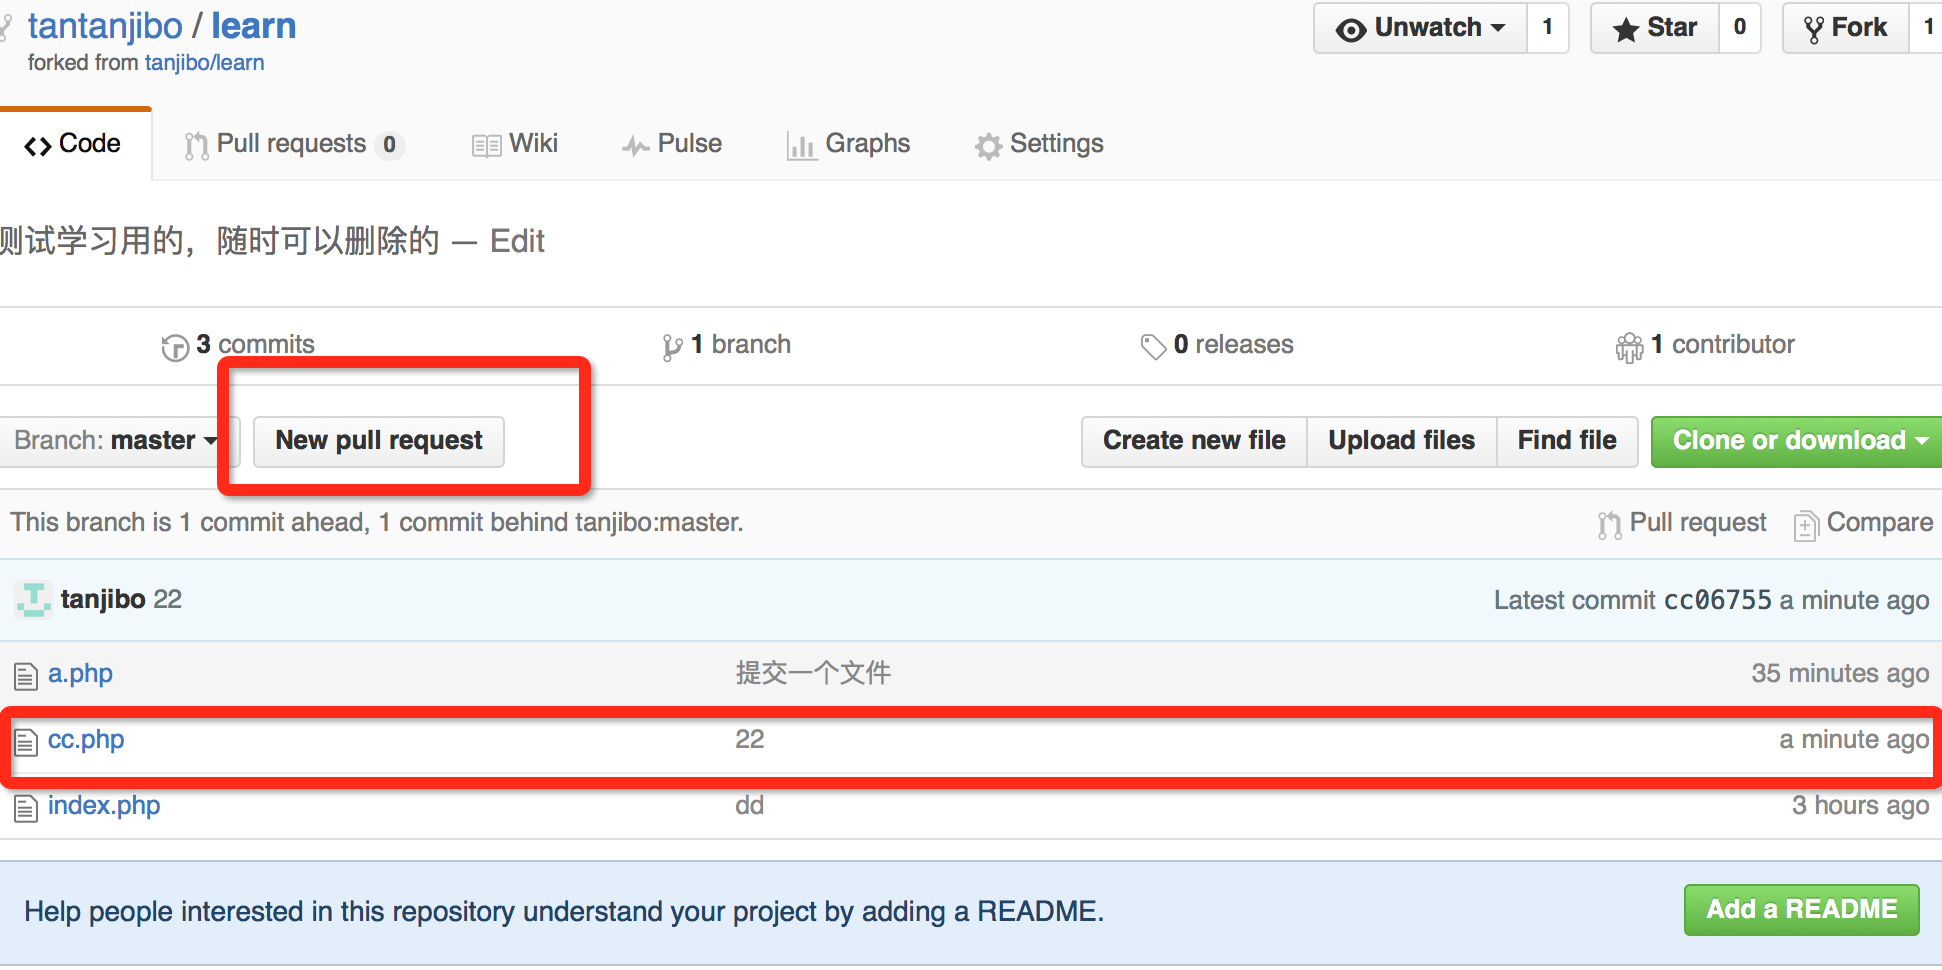 tantanjibo / learn
Unwatch 1 Star 0 Fork 1
forked from tanjibo/learn
Code Pull requests 0 Wiki Pulse Graphs Settings
测试学习用的，随时可以删除的 — Edit
3 commits 1 branch 0 releases 1 contributor
Branch: master New pull request Create new file Upload files Find file Clone or download
This branch is 1 commit ahead, 1 commit behind tanjibo:master. Pull request Compare
tanjibo 22 Latest commit cc06755 a minute ago
a.php 提交一个文件 35 minutes ago
cc.php 22 a minute ago
index.php dd 3 hours ago
Help people interested in this repository understand your project by adding a README. Add a README